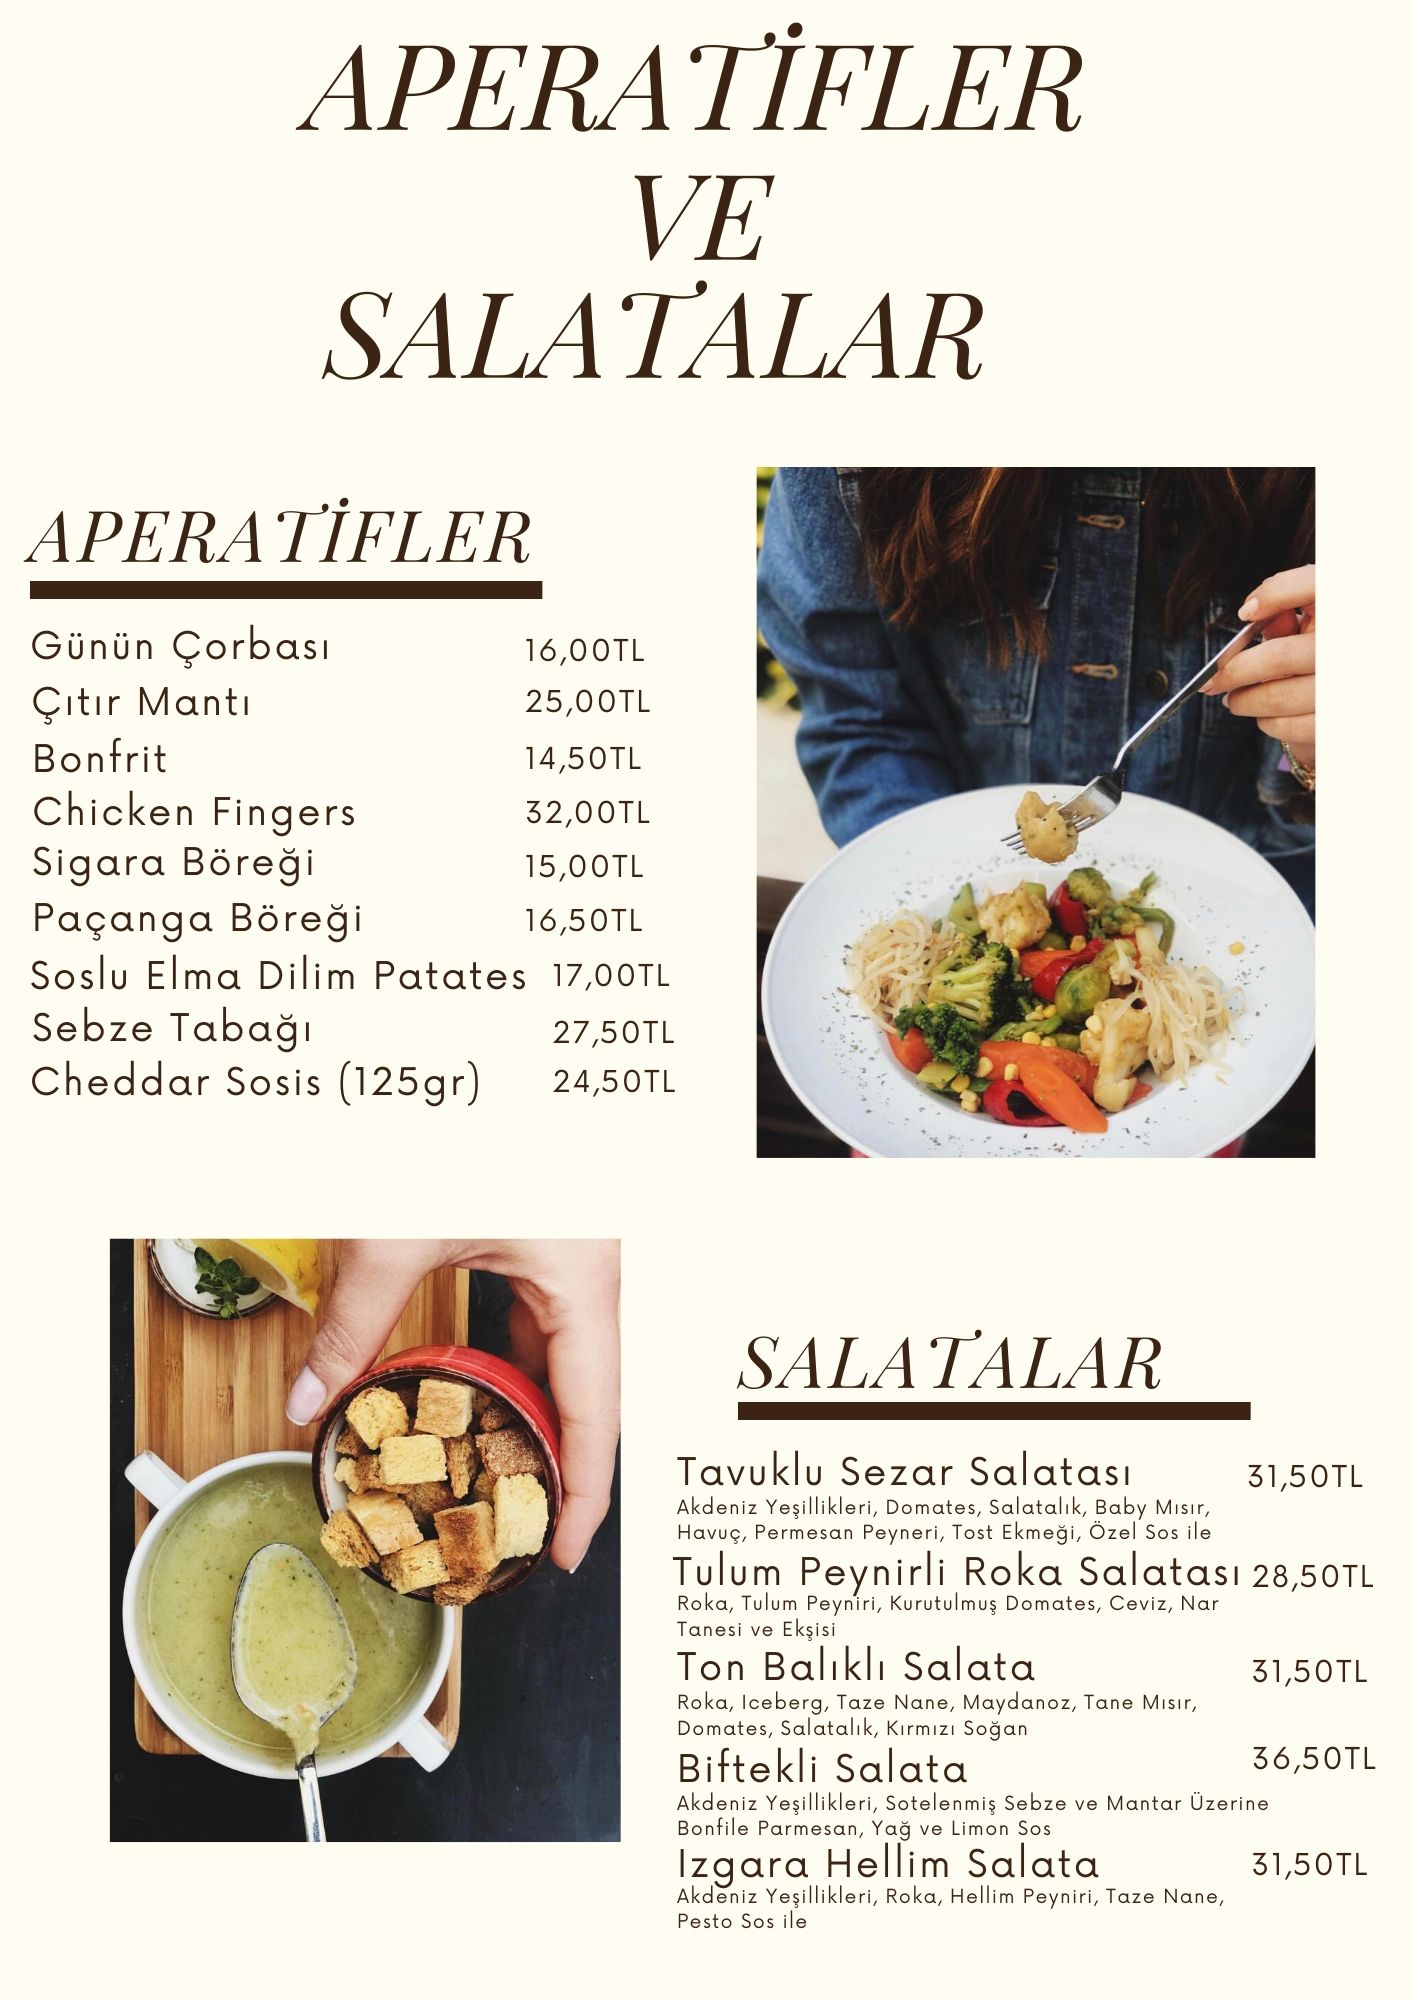 APERATİFLER
VE
SALATALAR
APERATİFLER
Günün Çorbası 16,00TL
Çıtır Mantı 25,00TL
Bonfrit 14,50TL
Chicken Fingers 32,00TL
Sigara Böreği 15,00TL
Paçanga Böreği 16,50TL
Soslu Elma Dilim Patates 17,00TL
Sebze Tabağı 27,50TL
Cheddar Sosis (125gr) 24,50TL
SALATALAR
Tavuklu Sezar Salatası 31,50TL
Akdeniz Yeşillikleri, Domates, Salatalık, Baby Mısır,
Havuç, Permesan Peyneri, Tost Ekmeği, Özel Sos ile
Tulum Peynirli Roka Salatası 28,50TL
Roka, Tulum Peyniri, Kurutulmuş Domates, Ceviz, Nar
Tanesi ve Ekşisi
Ton Balıklı Salata 31,50TL
Roka, Iceberg, Taze Nane, Maydanoz, Tane Mısır,
Domates, Salatalık, Kırmızı Soğan
Biftekli Salata 36,50TL
Akdeniz Yeşillikleri, Sotelenmiş Sebze ve Mantar Üzerine
Bonfile Parmesan, Yağ ve Limon Sos
Izgara Hellim Salata 31,50TL
Akdeniz Yeşillikleri, Roka, Hellim Peyniri, Taze Nane,
Pesto Sos ile